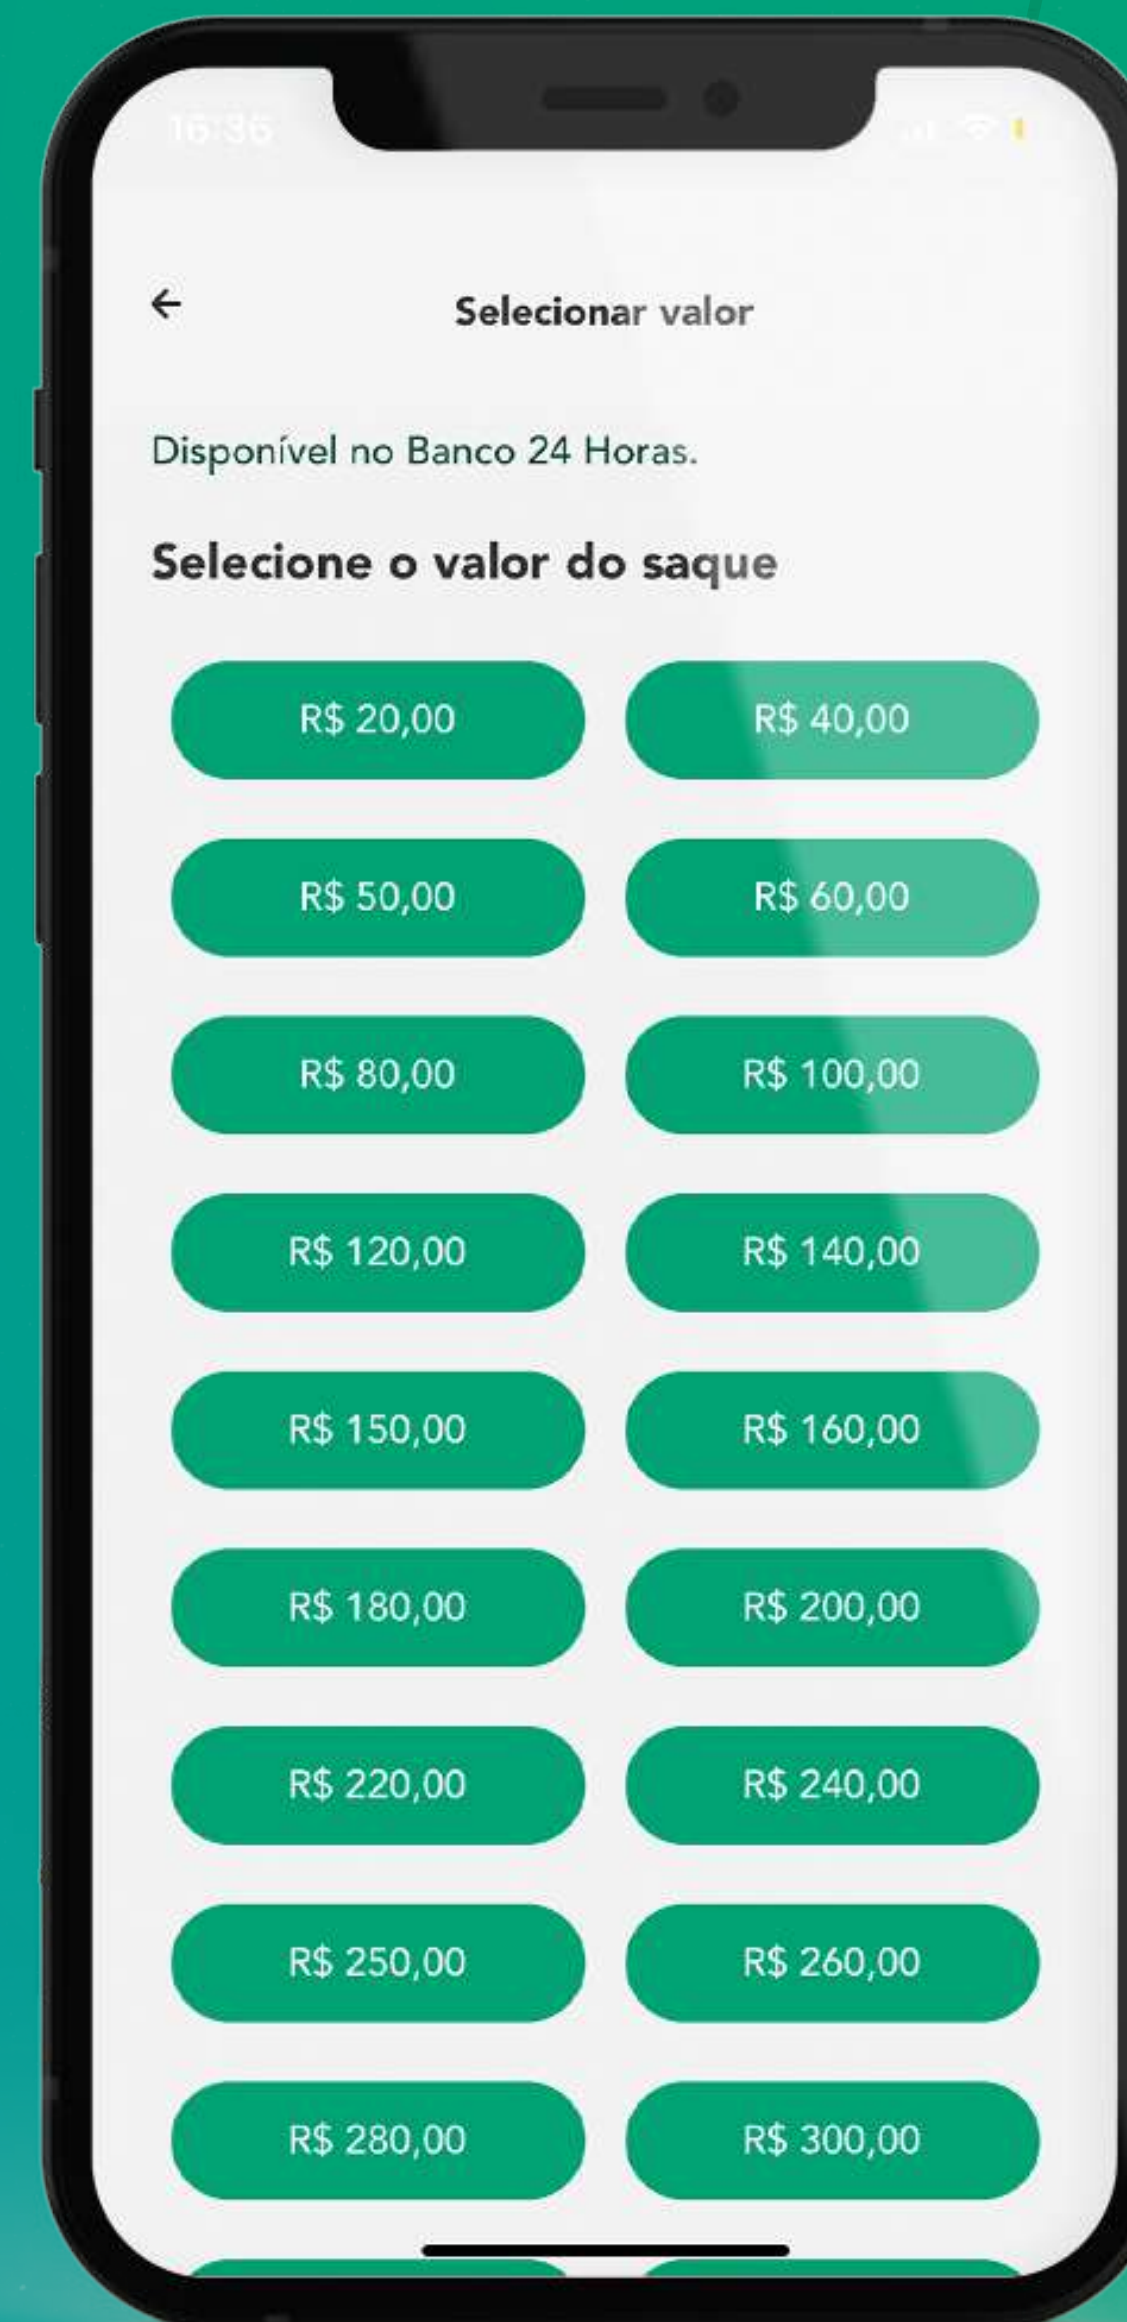 16:36
Selecionar valor
Disponível no Banco 24 Horas.
Selecione o valor do saque
R$ 20,00 R$ 40,00
R$ 50,00 R$ 60,00
R$ 80,00 R$ 100,00
R$ 120,00 R$ 140,00
R$ 150,00 R$ 160,00
R$ 180,00 R$ 200,00
R$ 220,00 R$ 240,00
R$ 250,00 R$ 260,00
R$ 280,00 R$ 300,00